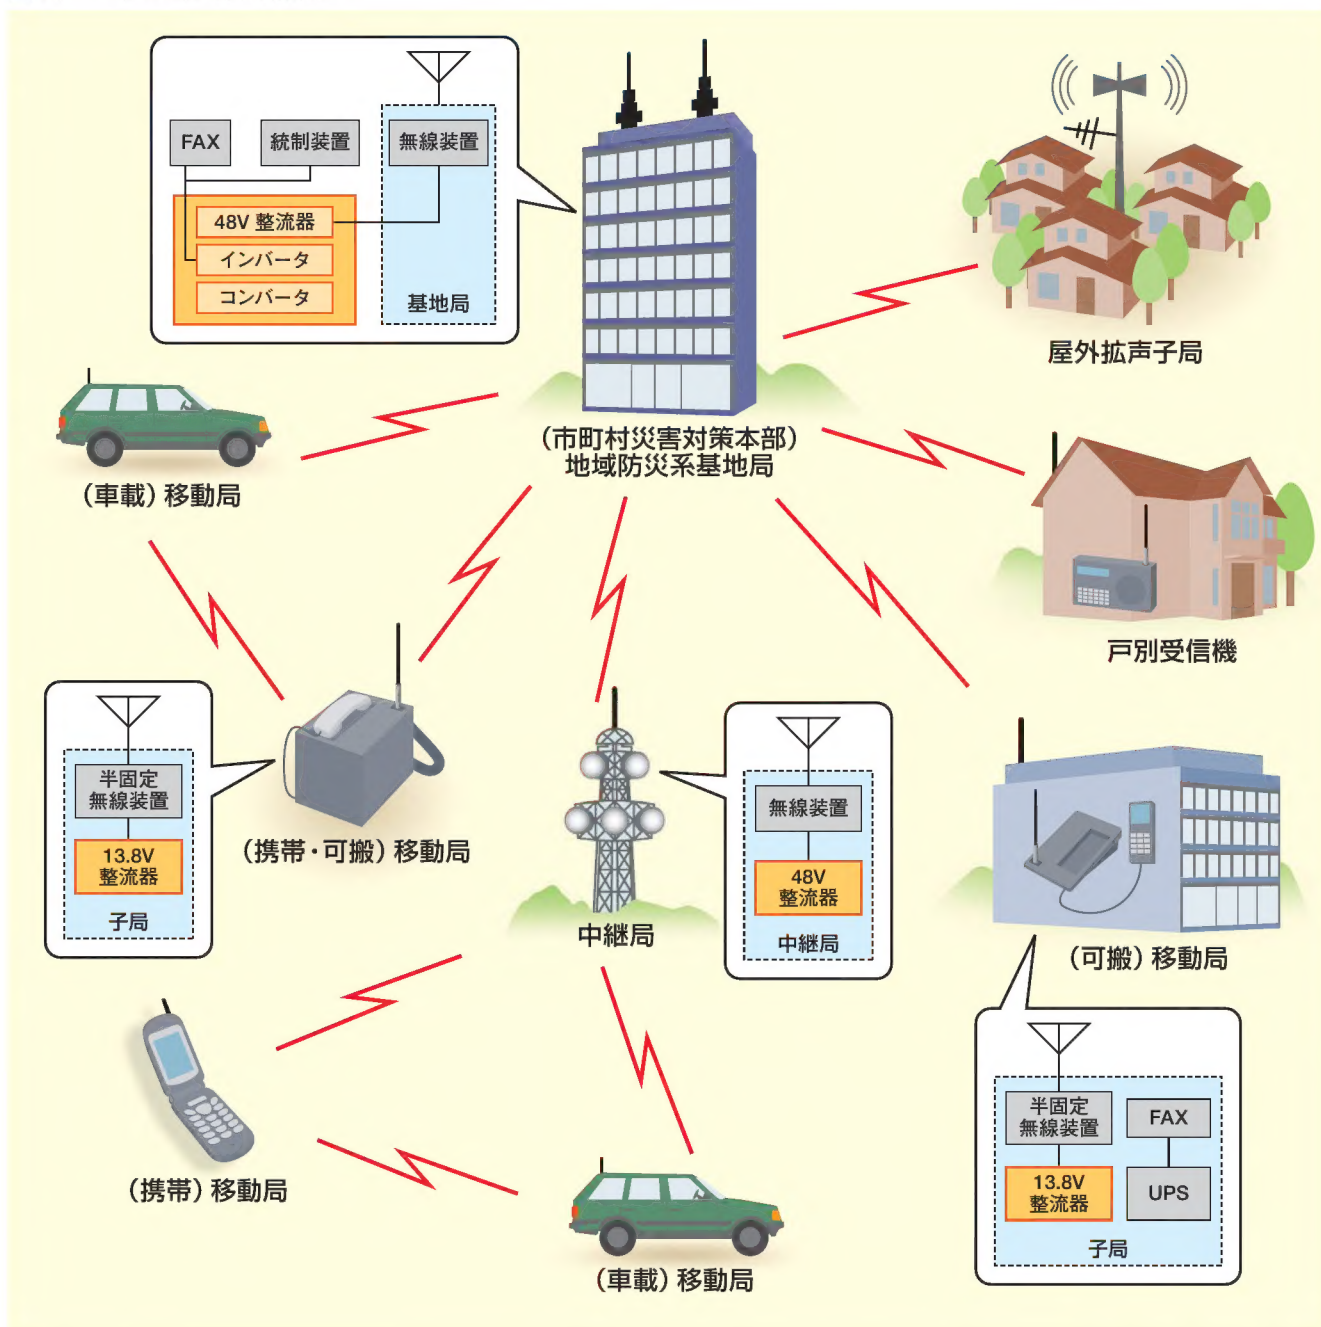 FAX
統制装置
無線装置
48V 整流器
インバータ
コンバータ
基地局
屋外拡声子局
(市町村災害対策本部)
地域防災系基地局
(車載)移動局
戸別受信機
半固定
無線装置
13.8V
整流器
子局
(携帯・可搬)移動局
中継局
無線装置
48V
整流器
中継局
(可搬)移動局
(携帯)移動局
(車載)移動局
半固定
無線装置
13.8V
整流器
FAX
UPS
子局